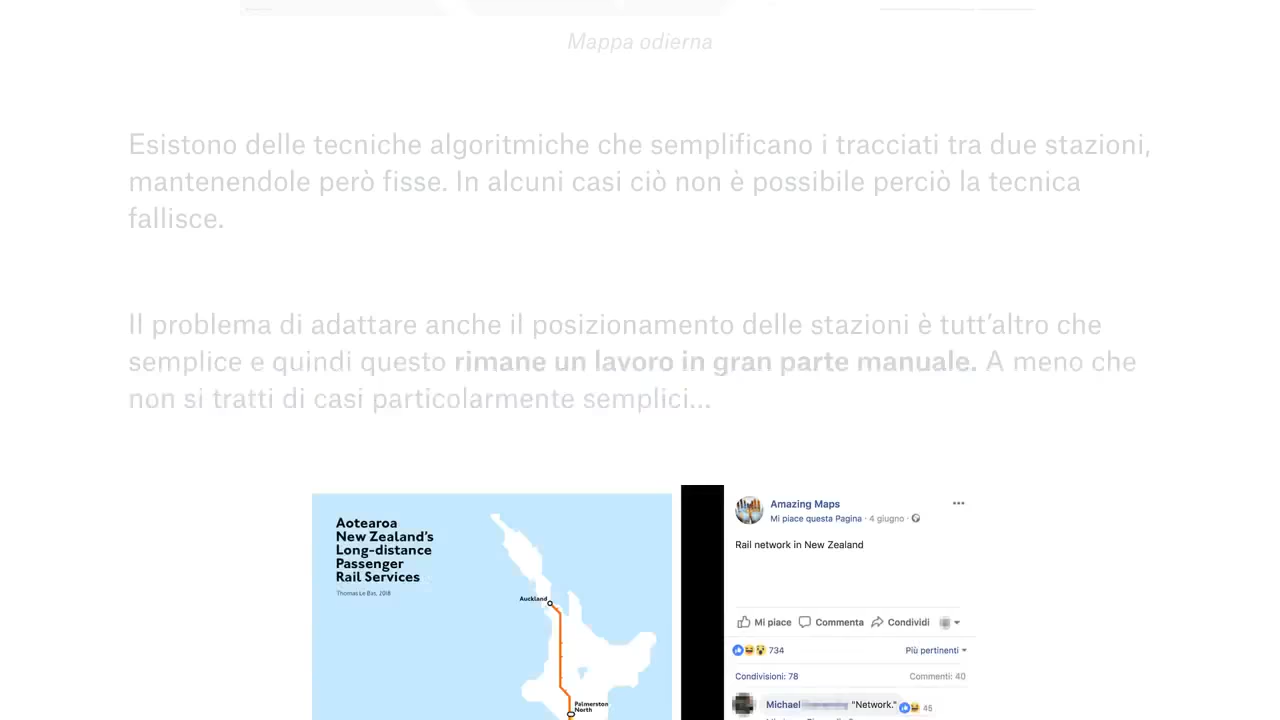 Mappa odierna
Esistono delle tecniche algoritmiche che semplificano i tracciati tra due stazioni,
mantenendole però fisse. In alcuni casi ciò non è possibile perciò la tecnica
fallisce.
Il problema di adattare anche il posizionamento delle stazioni è tutt’altro che
semplice e quindi questo rimane un lavoro in gran parte manuale. A meno che
non si tratti di casi particolarmente semplici...
Aotearoa
New Zealand's
Long-distance
Passenger
Rail Services
Thomas Le Bas, 2018
Auckland
Palmerston
North
Amazing Maps
Mi piace questa Pagina · 4 giugno ·
Rail network in New Zealand
Mi piace Commenta Condividi
734 Più pertinenti
Condivisioni: 78 Commenti: 40
Michael "Network." 45